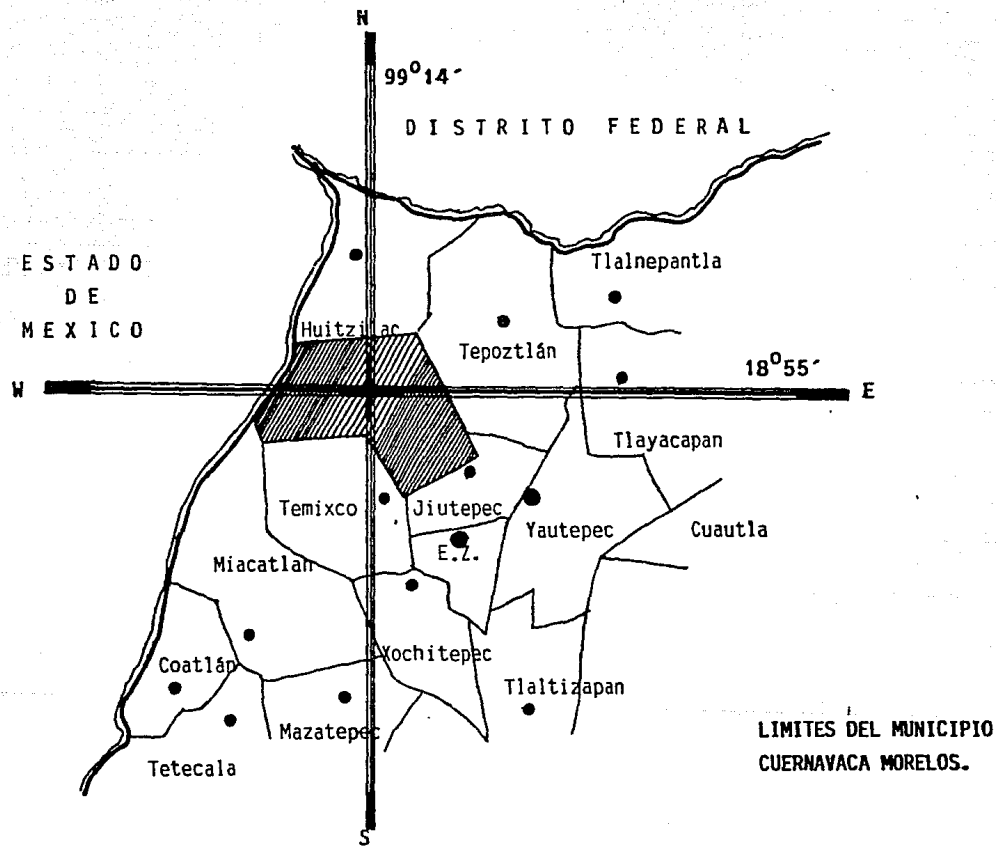 N
99°14´
DISTRITO FEDERAL
ESTADO
DE
MEXICO
Tlalnepantla
Huitzilac
Tepoztlán
18°55´
W
E
Tlayacapan
Temixco
Jiutepec
Yautepec
Cuautla
E.Z.
Miacatlan
Xochitepec
Coatlán
Tlaltizapan
Mazatepec
Tetecala
LIMITES DEL MUNICIPIO
CUERNAVACA MORELOS.
S